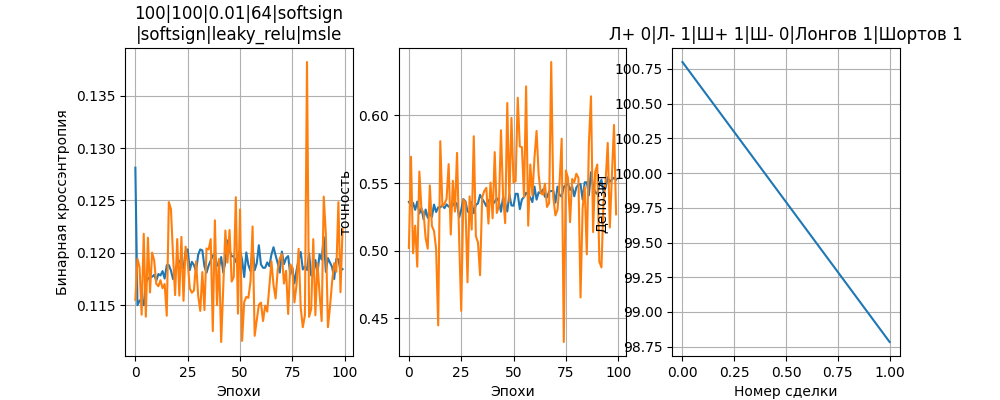 100|100|0.01|64|softsign
|softsign|leaky_relu|msle
Бинарная кроссэнтропия
0.135
0.130
0.125
0.120
0.115
0 25 50 75 100
Эпохи
точность
0.60
0.55
0.50
0.45
0 25 50 75 100
Эпохи
Л+ 0|Л- 1|Ш+ 1|Ш- 0|Лонгов 1|Шортов 1
Депозит
100.75
100.50
100.25
100.00
99.75
99.50
99.25
99.00
98.75
0.00 0.25 0.50 0.75 1.00
Номер сделки